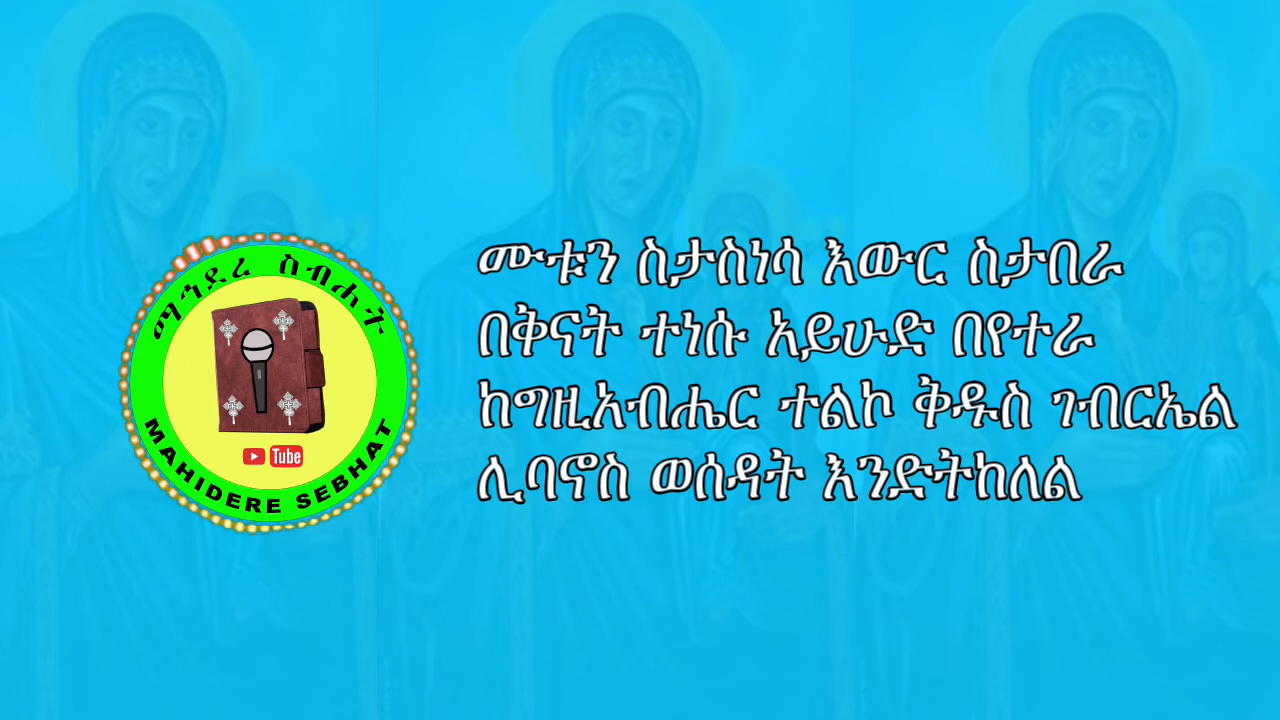 ማኅደረ ስብሐት
MAHIDERE SEBHAT
Tube
ሙቱን ስታስነሳ እውር ስታበራ
በቅናት ተነሱ አይሁድ በየተራ
ከግዚአብሔር ተልኮ ቅዱስ ገብርኤል
ሊባኖስ ወሰዳት እንድትከለል